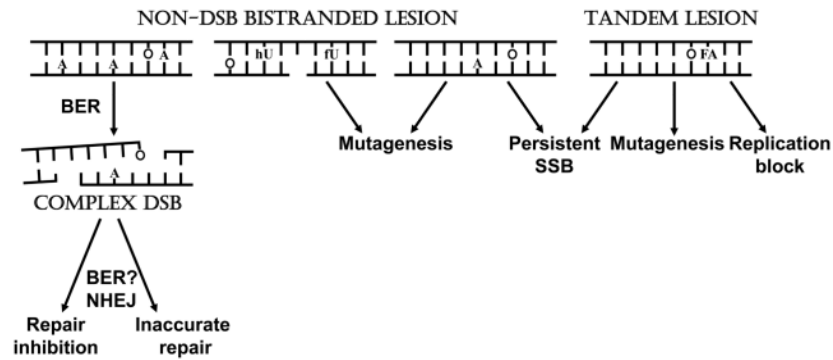 NON-DSB BISTRANDED LESION
TANDEM LESION
O A
A A
hU fU
O
O
A
O FA
BER
Mutagenesis
Persistent
SSB
Mutagenesis
Replication
block
O
A
COMPLEX DSB
BER?
NHEJ
Repair
inhibition
Inaccurate
repair